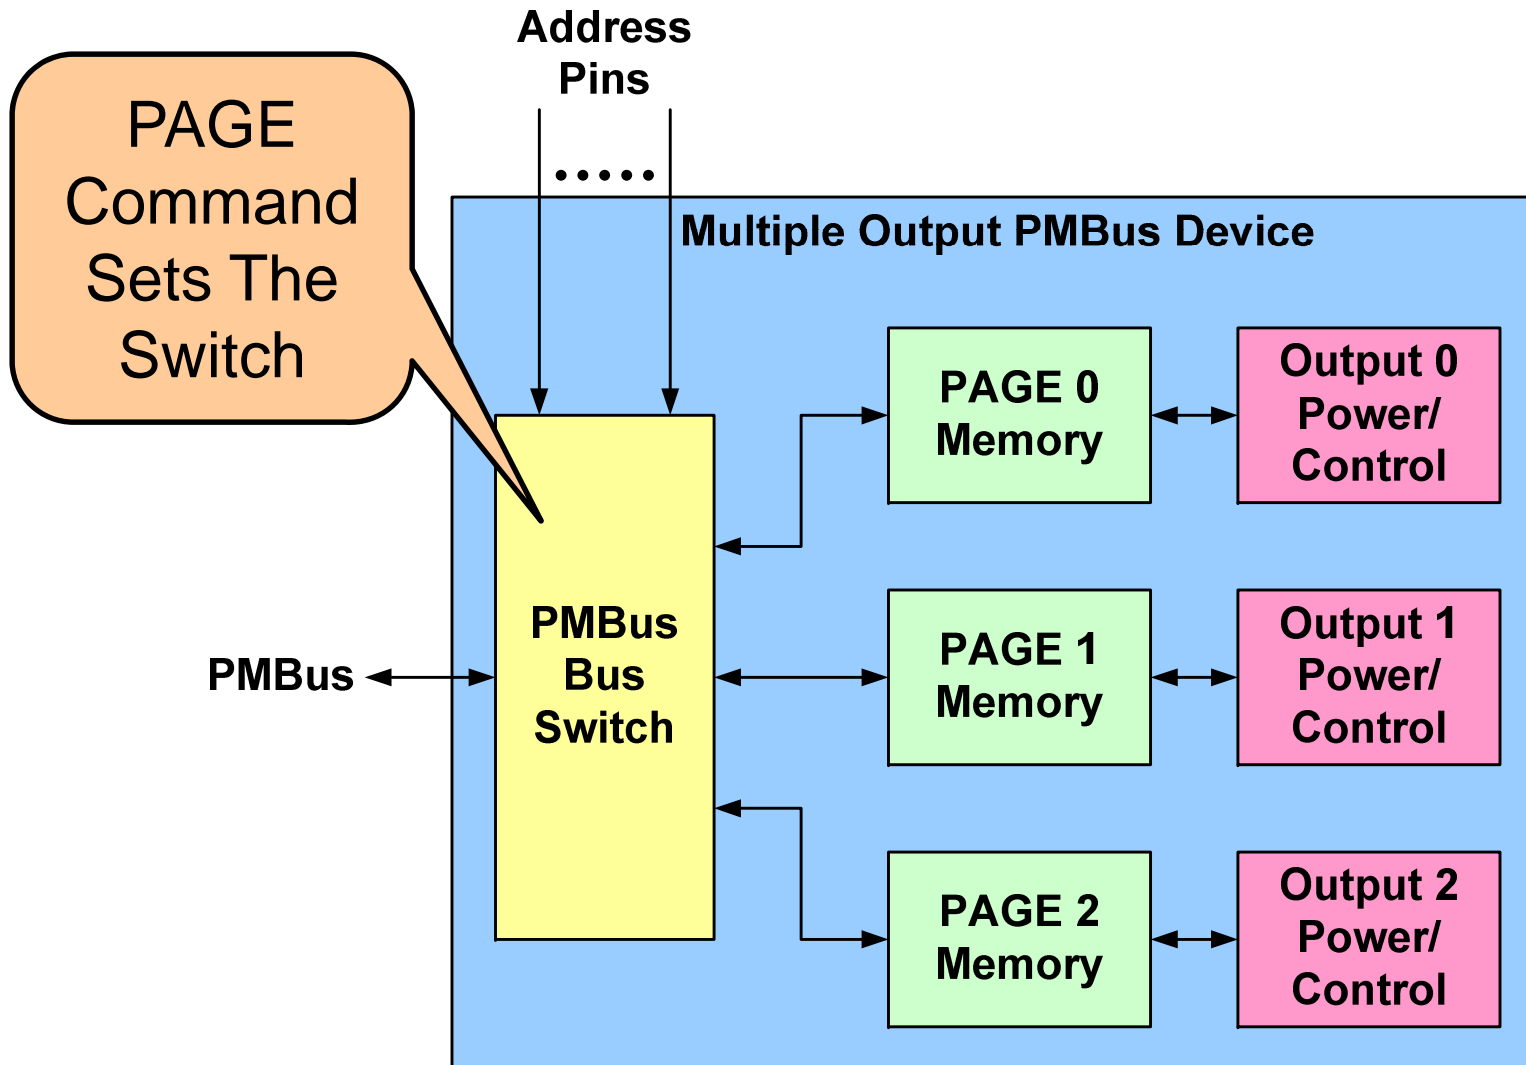 Address
Pins
PAGE
Command
Sets The
Switch
Multiple Output PMBus Device
PAGE 0
Memory
Output 0
Power/
Control
PMBus
PMBus
Bus
Switch
PAGE 1
Memory
Output 1
Power/
Control
PAGE 2
Memory
Output 2
Power/
Control